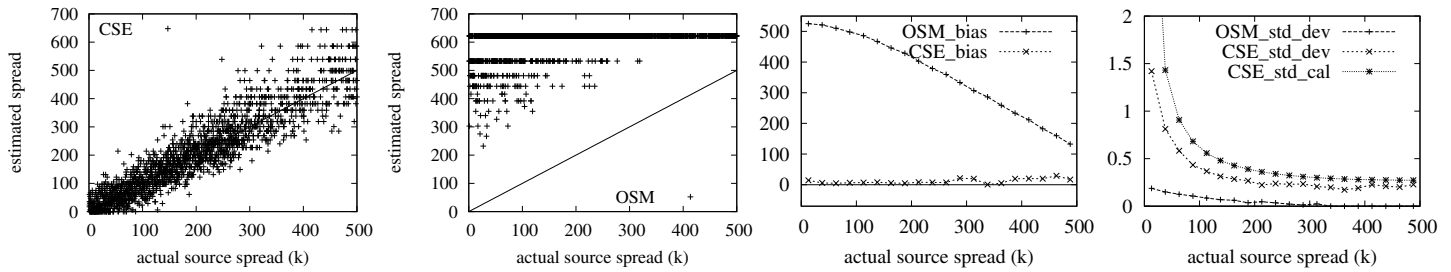 CSE
700
600
500
400
300
200
100
0
0 100 200 300 400 500
estimated spread
actual source spread (k)
700
600
500
400
300
200
100
0
OSM
0 100 200 300 400 500
estimated spread
actual source spread (k)
500
400
300
200
100
0
OSM_bias
CSE_bias
0 100 200 300 400 500
actual source spread (k)
2
1.5
1
0.5
0
OSM_std_dev
CSE_std_dev
CSE_std_cal
0 100 200 300 400 500
actual source spread (k)